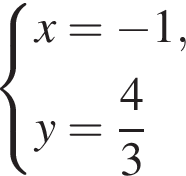 x = −1,
y = 4/3